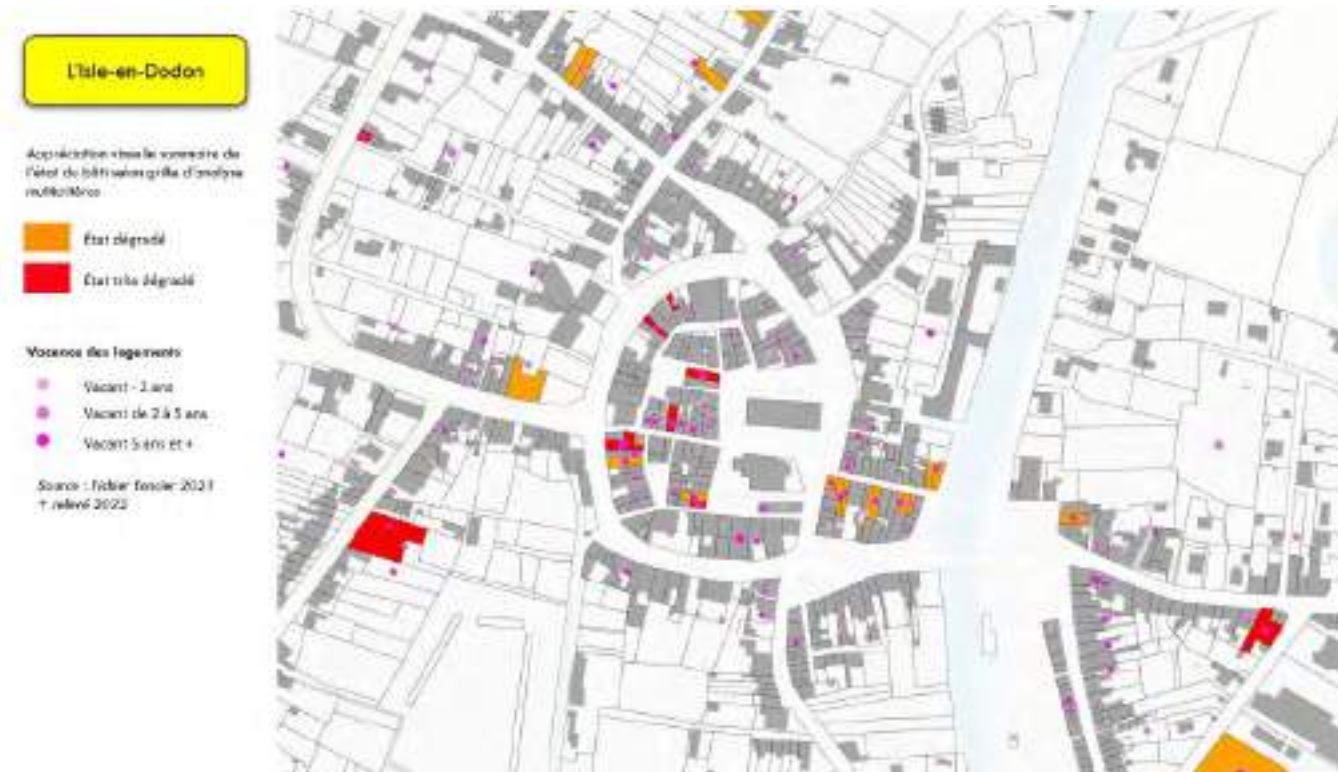 L'Isle-en-Dodon
Appréciation visuelle sommaire de
l'état du bâti selon grille d'analyse
multicritères
État dégradé
État très dégradé
Vacance des logements
Vacant - 2 ans
Vacant de 2 à 5 ans
Vacant 5 ans et +
Source : Fichier foncier 2021
+ relevé 2022